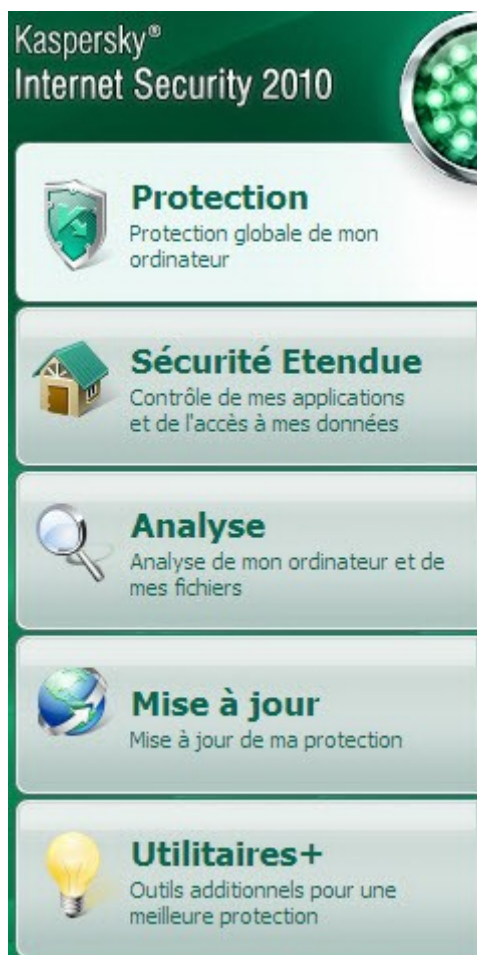 Kaspersky®
Internet Security 2010
Protection
Protection globale de mon
ordinateur
Sécurité Etendue
Contrôle de mes applications
et de l'accès à mes données
Analyse
Analyse de mon ordinateur et de
mes fichiers
Mise à jour
Mise à jour de ma protection
Utilitaires+
Outils additionnels pour une
meilleure protection